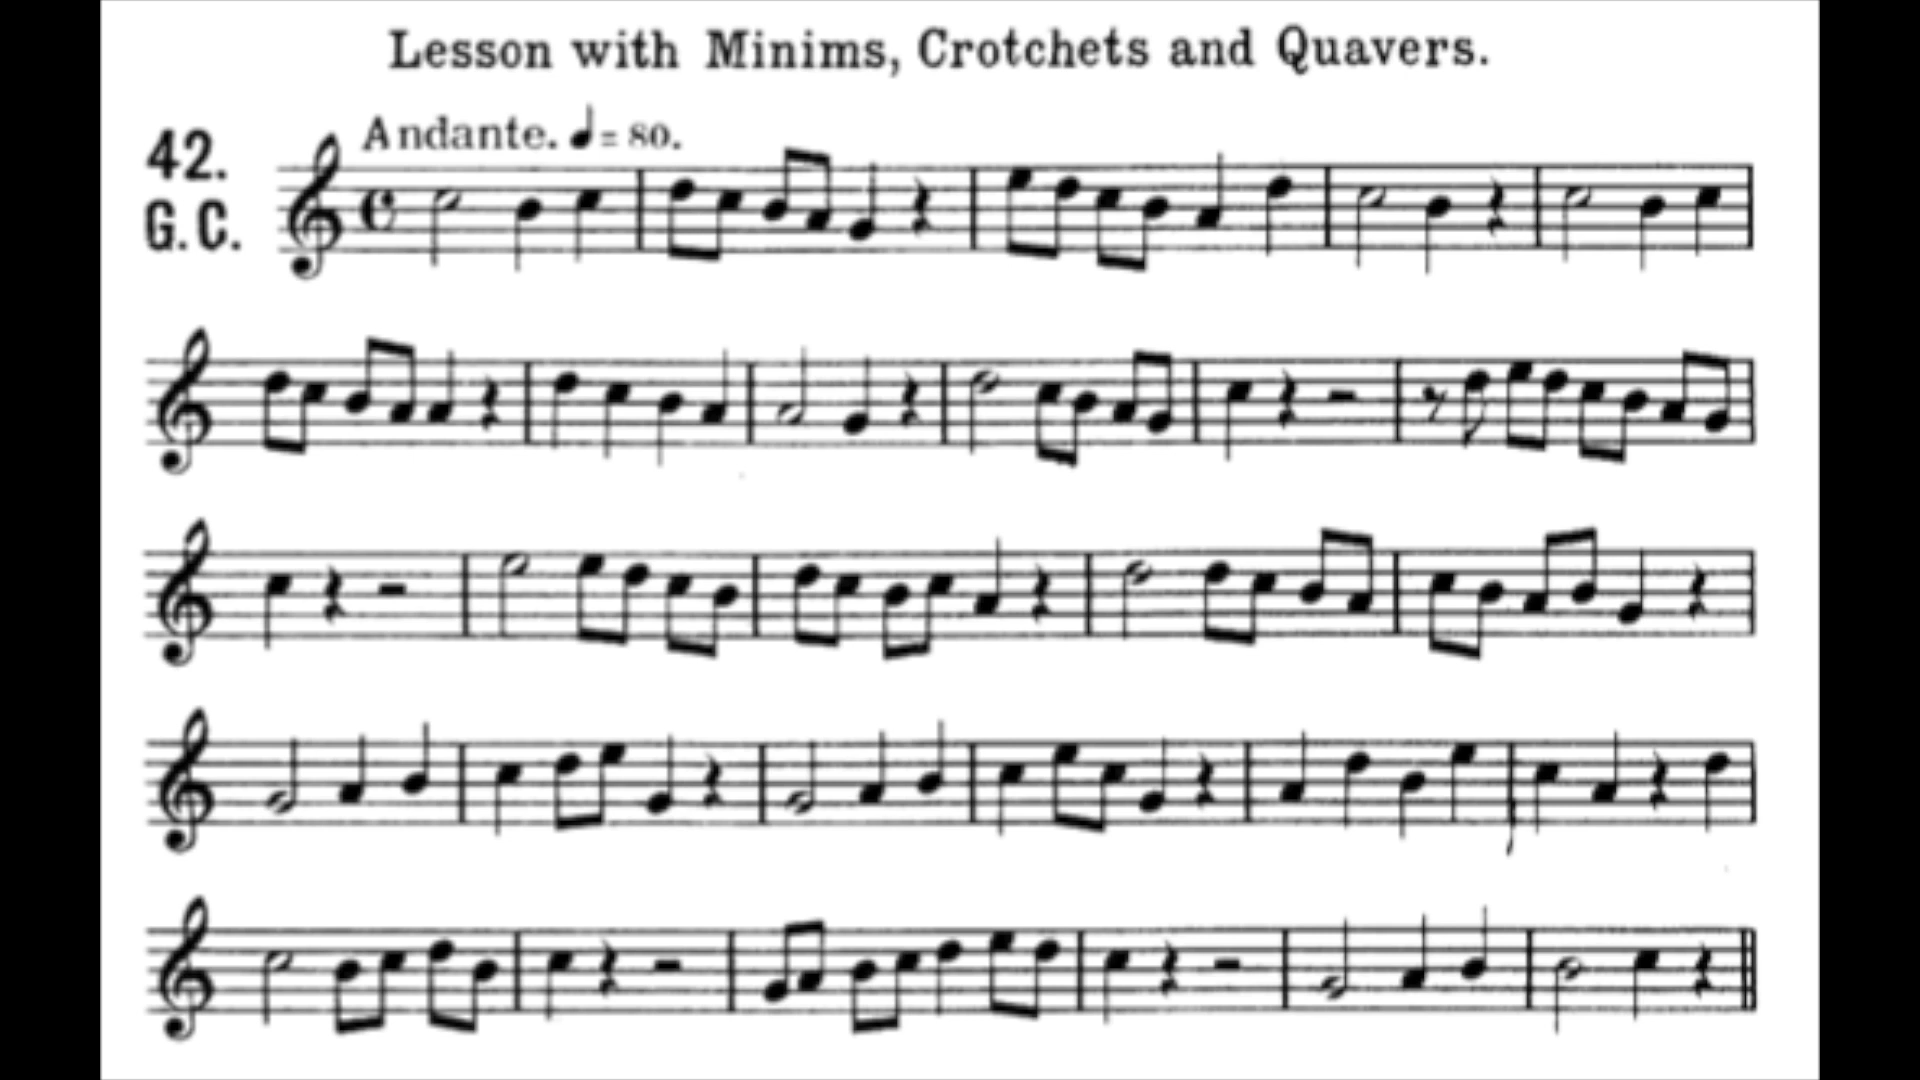 Lesson with Minims, Crotchets and Quavers.
42.
G.C.
Andante. ♩= 80.